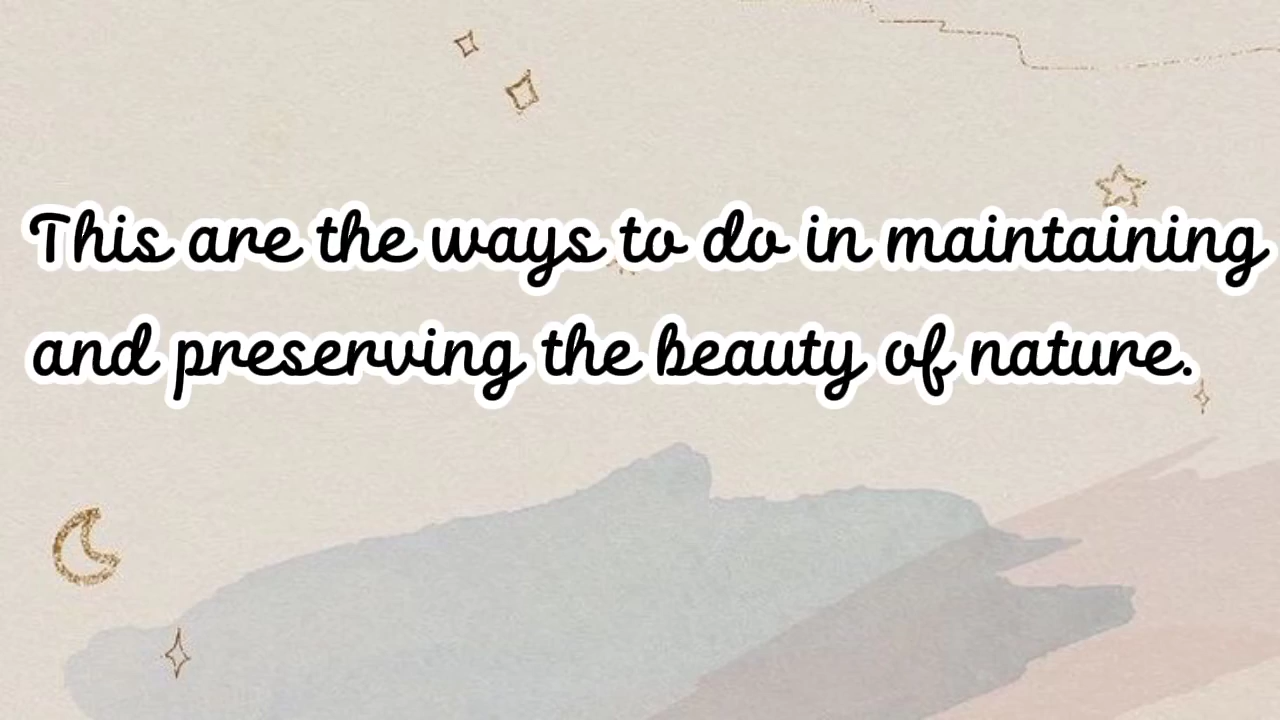 This are the ways to do in maintaining
and preserving the beauty of nature.